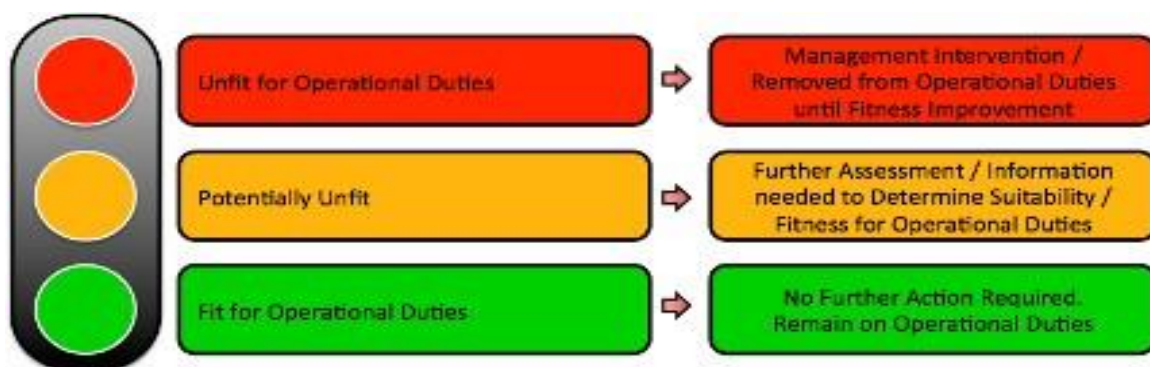 Unfit for Operational Duties
Management Intervention /
Removed from Operational Duties
until Fitness Improvement
Potentially Unfit
Further Assessment / Information
needed to Determine Suitability /
Fitness for Operational Duties
Fit for Operational Duties
No Further Action Required.
Remain on Operational Duties